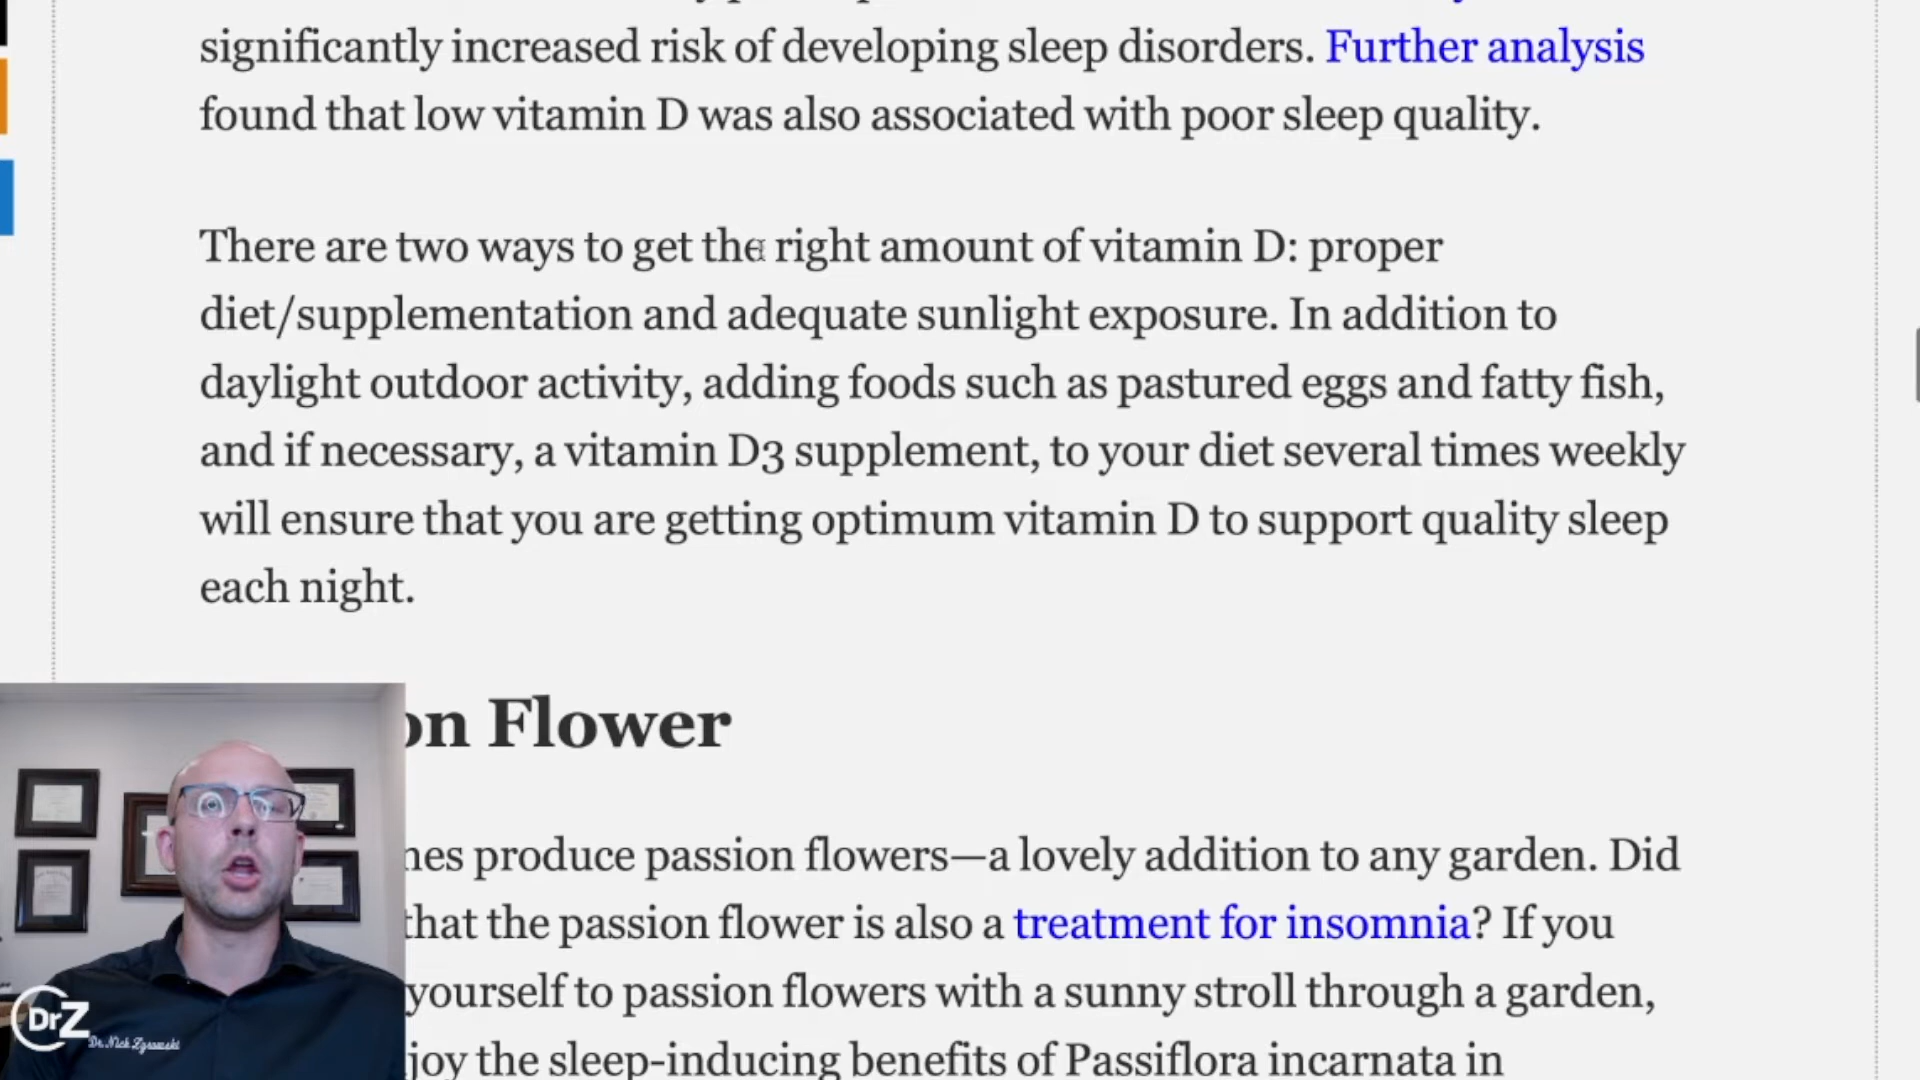 significantly increased risk of developing sleep disorders. Further analysis
found that low vitamin D was also associated with poor sleep quality.
There are two ways to get the right amount of vitamin D: proper
diet/supplementation and adequate sunlight exposure. In addition to
daylight outdoor activity, adding foods such as pastured eggs and fatty fish,
and if necessary, a vitamin D3 supplement, to your diet several times weekly
will ensure that you are getting optimum vitamin D to support quality sleep
each night.
on Flower
nes produce passion flowers—a lovely addition to any garden. Did
that the passion flower is also a treatment for insomnia? If you
yourself to passion flowers with a sunny stroll through a garden,
joy the sleep-inducing benefits of Passiflora incarnata in
DrZ
Dr. Nick Zyrowski